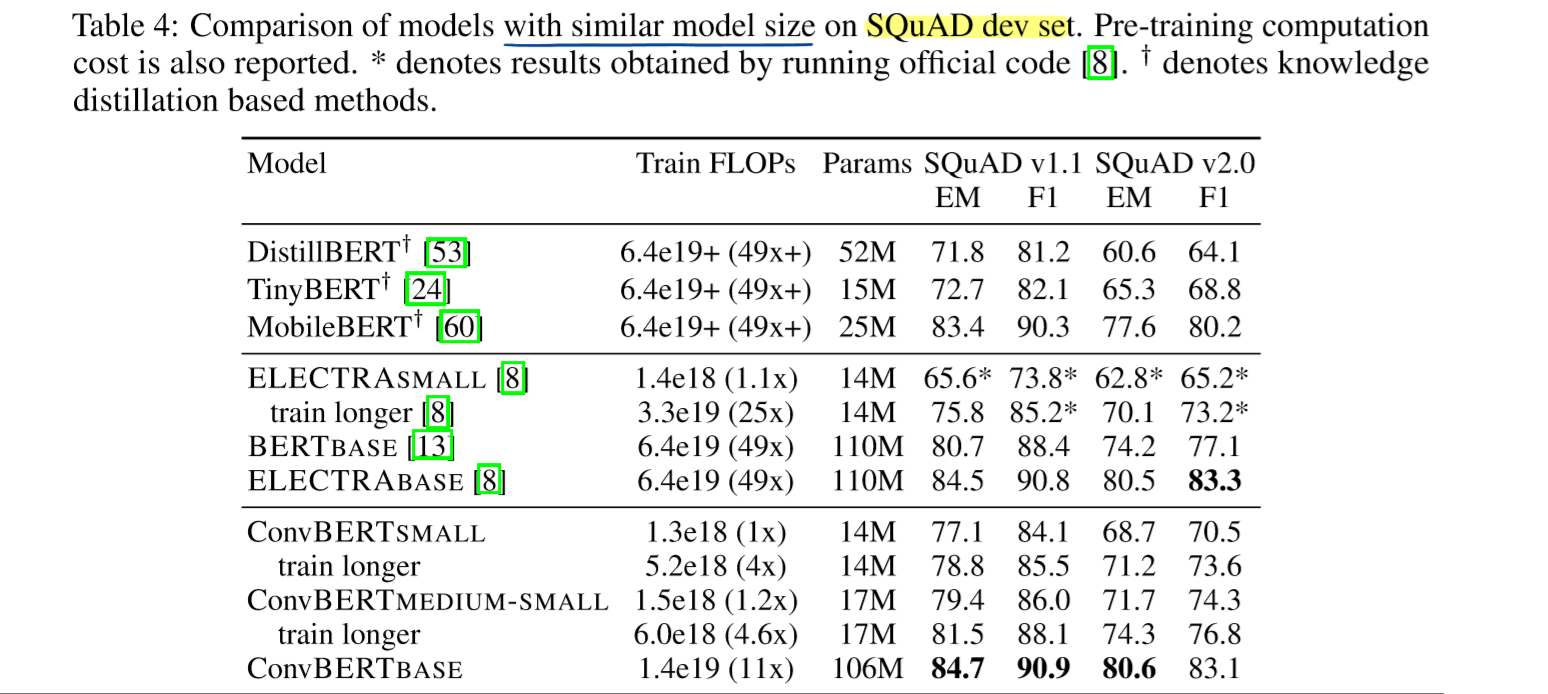 Table 4: Comparison of models with similar model size on SQuAD dev set. Pre-training computation
cost is also reported. * denotes results obtained by running official code [8]. † denotes knowledge
distillation based methods.
Model Train FLOPs Params SQuAD v1.1 SQuAD v2.0
EM F1 EM F1
DistillBERT† [53] 6.4e19+ (49x+) 52M 71.8 81.2 60.6 64.1
TinyBERT† [24] 6.4e19+ (49x+) 15M 72.7 82.1 65.3 68.8
MobileBERT† [60] 6.4e19+ (49x+) 25M 83.4 90.3 77.6 80.2
ELECTRASMALL [8] 1.4e18 (1.1x) 14M 65.6* 73.8* 62.8* 65.2*
train longer [8] 3.3e19 (25x) 14M 75.8 85.2* 70.1 73.2*
BERTBASE [13] 6.4e19 (49x) 110M 80.7 88.4 74.2 77.1
ELECTRABASE [8] 6.4e19 (49x) 110M 84.5 90.8 80.5 83.3
ConvBERTSMALL 1.3e18 (1x) 14M 77.1 84.1 68.7 70.5
train longer 5.2e18 (4x) 14M 78.8 85.5 71.2 73.6
ConvBERTMEDIUM-SMALL 1.5e18 (1.2x) 17M 79.4 86.0 71.7 74.3
train longer 6.0e18 (4.6x) 17M 81.5 88.1 74.3 76.8
ConvBERTBASE 1.4e19 (11x) 106M 84.7 90.9 80.6 83.1